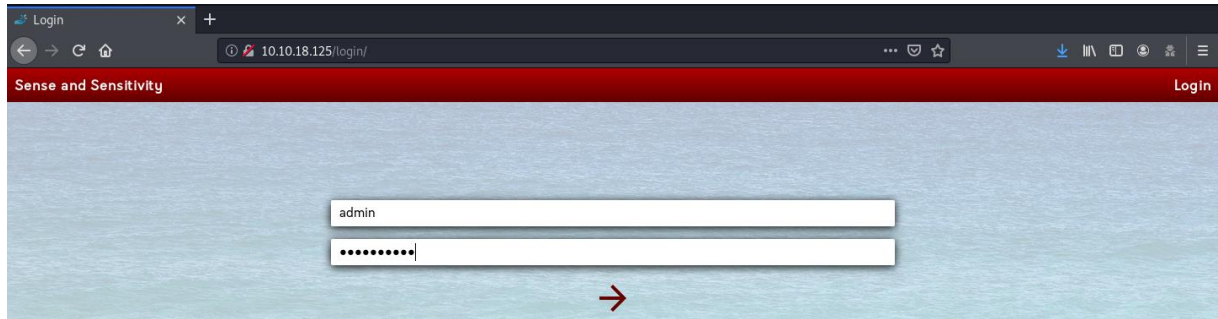 Login
10.10.18.125/login/
Sense and Sensitivity
Login
admin
••••••••••